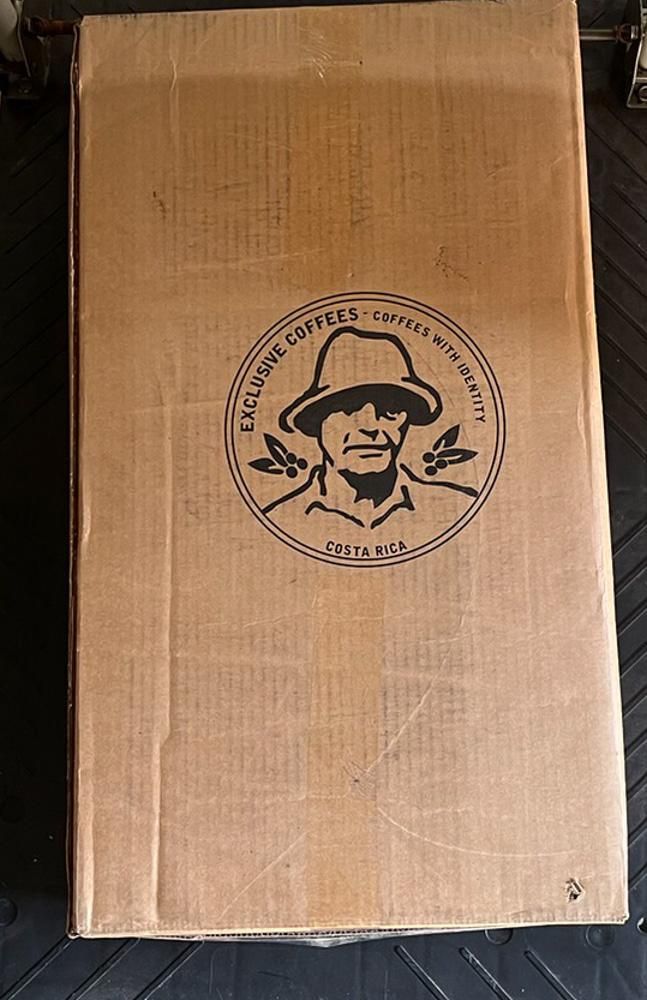 EXCLUSIVE COFFEES - COFFEES WITH IDENTITY
COSTA RICA